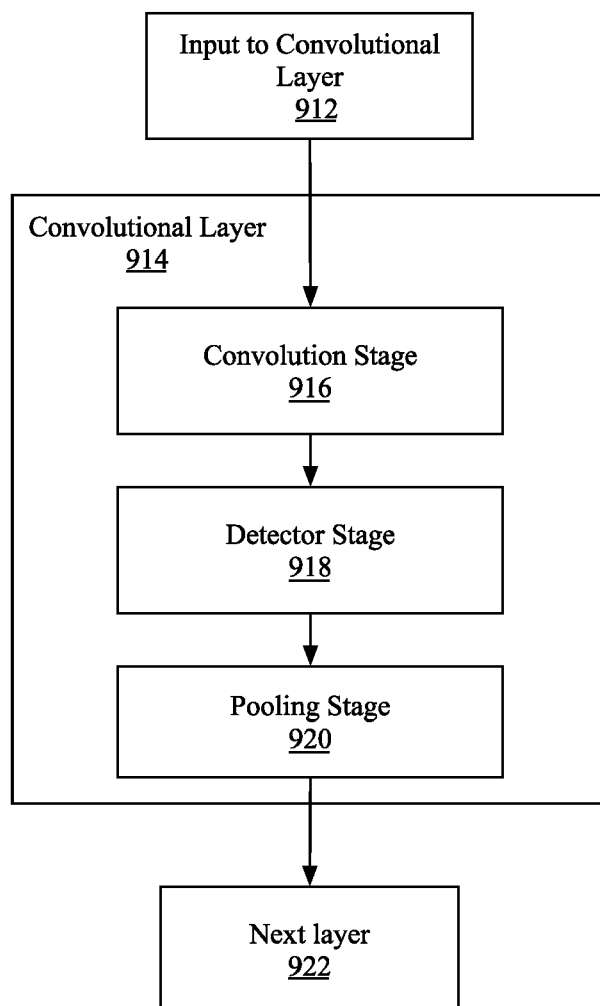 Input to Convolutional
Layer
912
Convolutional Layer
914
Convolution Stage
916
Detector Stage
918
Pooling Stage
920
Next layer
922